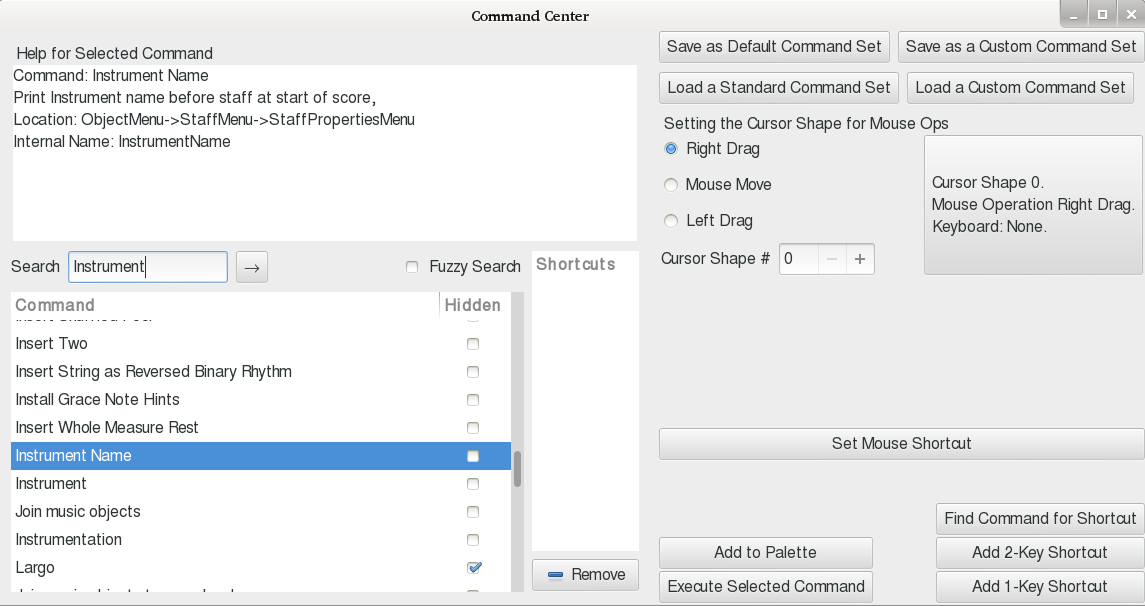 Command Center
Help for Selected Command
Command: Instrument Name
Print Instrument name before staff at start of score,
Location: ObjectMenu->StaffMenu->StaffPropertiesMenu
Internal Name: InstrumentName
Search Instrument → Fuzzy Search
Command Hidden
Insert Two
Insert String as Reversed Binary Rhythm
Install Grace Note Hints
Insert Whole Measure Rest
Instrument Name
Instrument
Join music objects
Instrumentation
Largo
Shortcuts
Remove
Save as Default Command Set Save as a Custom Command Set
Load a Standard Command Set Load a Custom Command Set
Setting the Cursor Shape for Mouse Ops
Right Drag
Mouse Move
Left Drag
Cursor Shape # 0 − +
Cursor Shape 0.
Mouse Operation Right Drag.
Keyboard: None.
Set Mouse Shortcut
Find Command for Shortcut
Add to Palette Add 2-Key Shortcut
Execute Selected Command Add 1-Key Shortcut